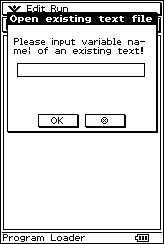 Edit Run
Open existing text file
Please input variable na-
me¦ of an existing text!
OK
Program Loader